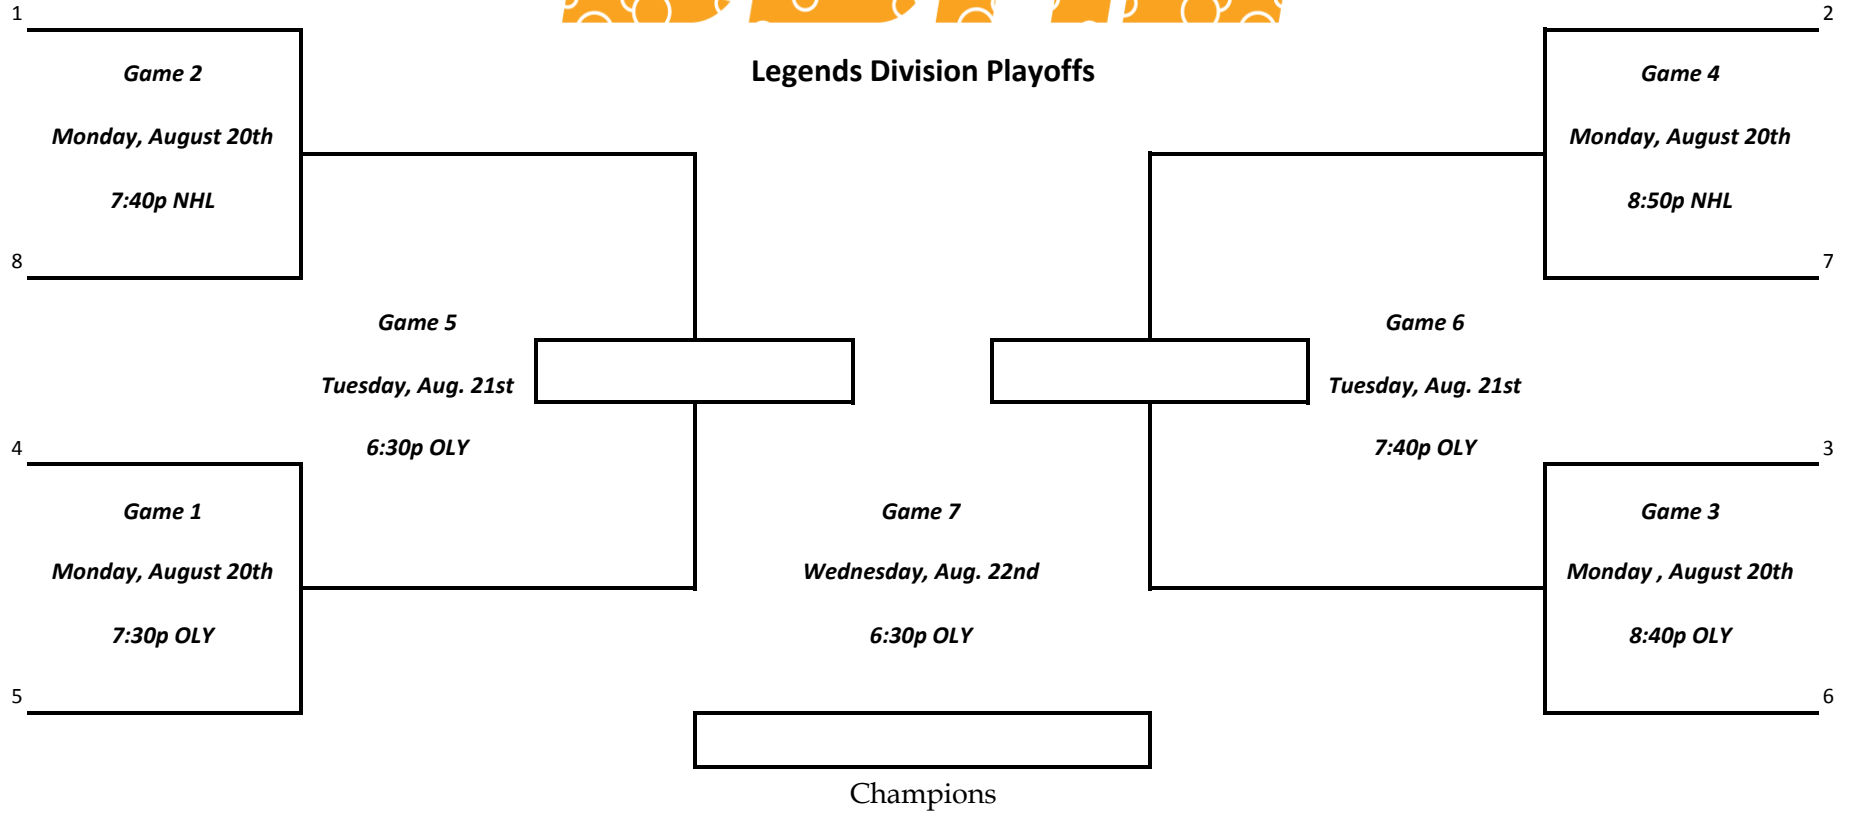 1
2
Legends Division Playoffs
Game 2
Monday, August 20th
7:40p NHL
8
Game 4
Monday, August 20th
8:50p NHL
7
Game 5
Tuesday, Aug. 21st
6:30p OLY
Game 6
Tuesday, Aug. 21st
7:40p OLY
4
Game 1
Monday, August 20th
7:30p OLY
5
Game 7
Wednesday, Aug. 22nd
6:30p OLY
3
Game 3
Monday , August 20th
8:40p OLY
6
Champions